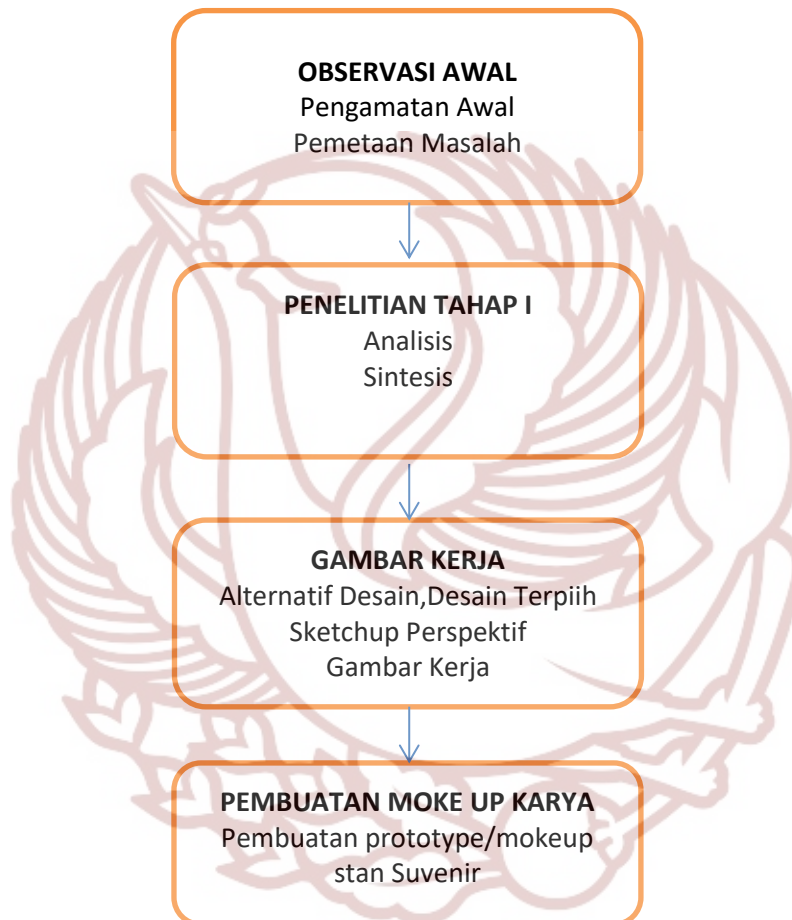 OBSERVASI AWAL
Pengamatan Awal
Pemetaan Masalah
PENELITIAN TAHAP I
Analisis
Sintesis
GAMBAR KERJA
Alternatif Desain,Desain Terpiih
Sketchup Perspektif
Gambar Kerja
PEMBUATAN MOKE UP KARYA
Pembuatan prototype/mokeup
stan Suvenir